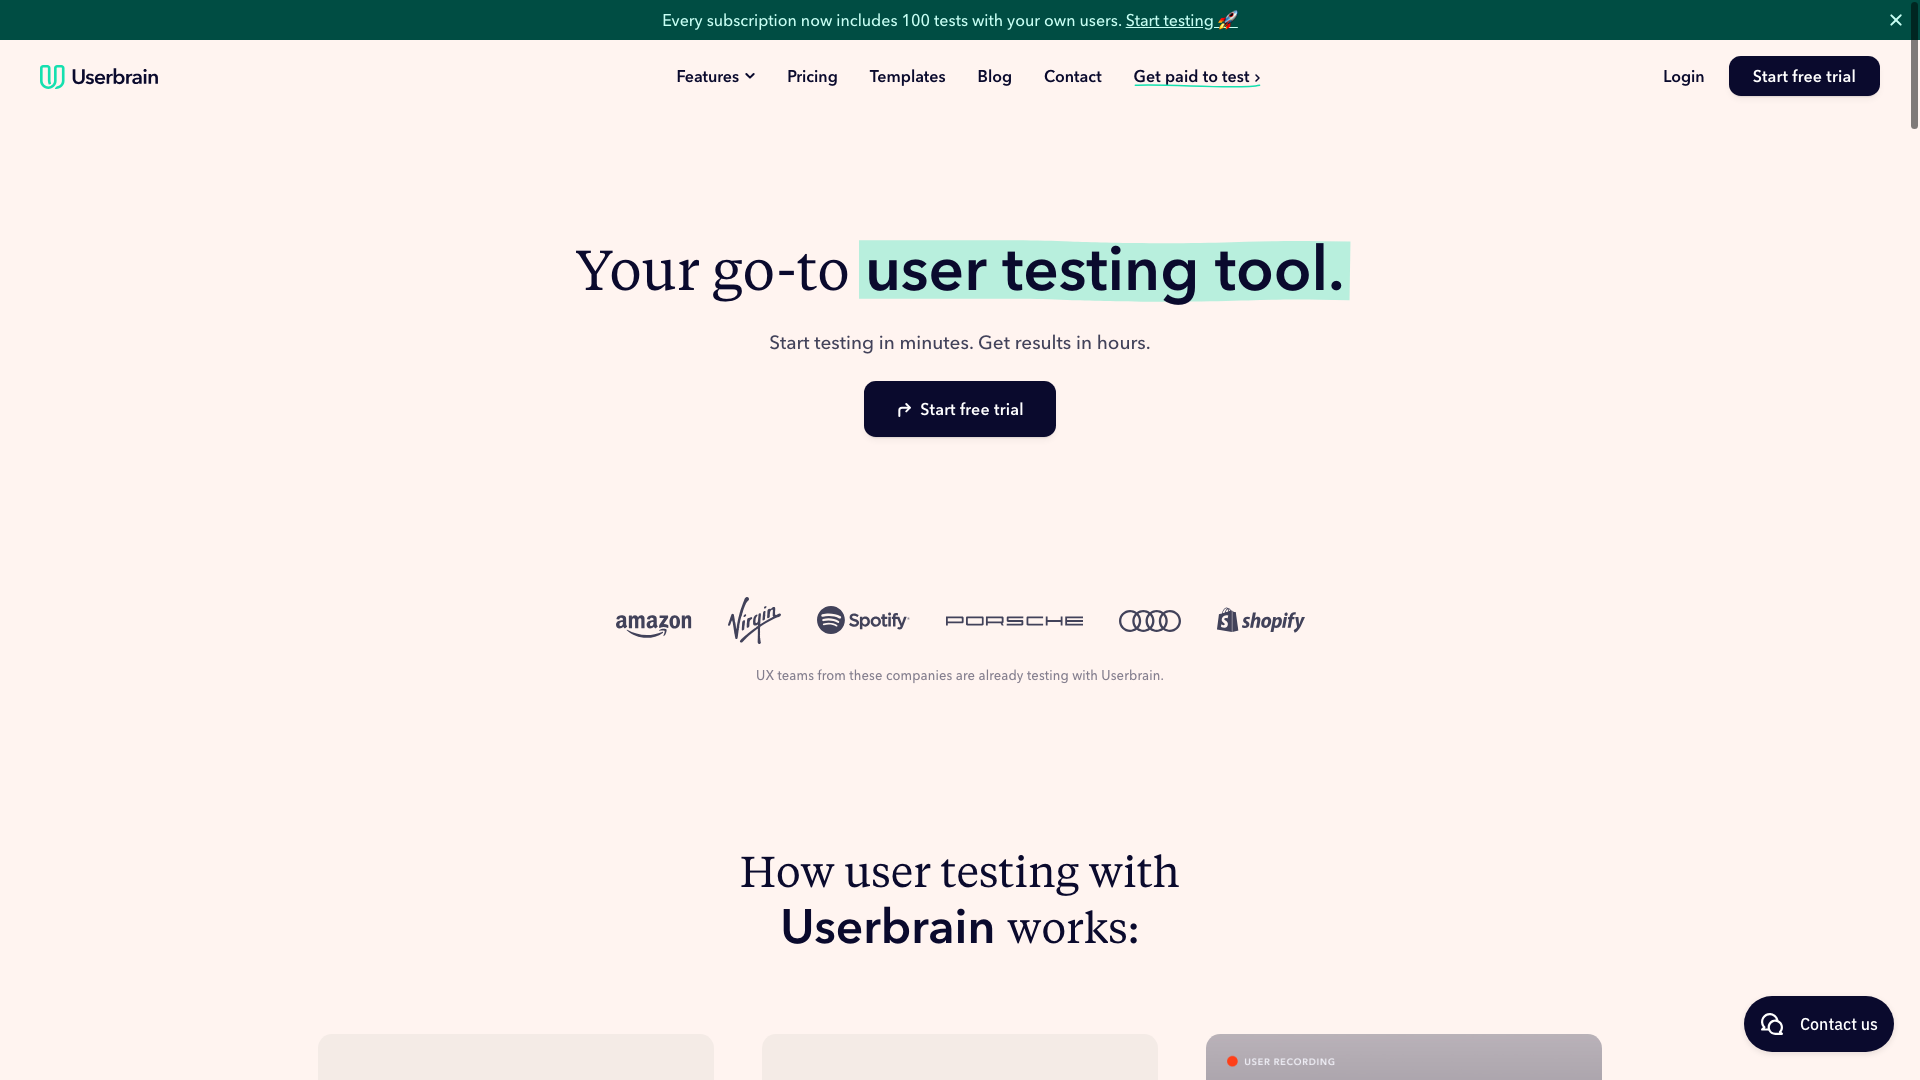 Every subscription now includes 100 tests with your own users. Start testing 🚀
Userbrain
Features
Pricing
Templates
Blog
Contact
Get paid to test ›
Login
Start free trial
Your go-to user testing tool.
Start testing in minutes. Get results in hours.
Start free trial
amazon
Virgin
Spotify
PORSCHE
shopify
UX teams from these companies are already testing with Userbrain.
How user testing with
Userbrain works:
USER RECORDING
Contact us